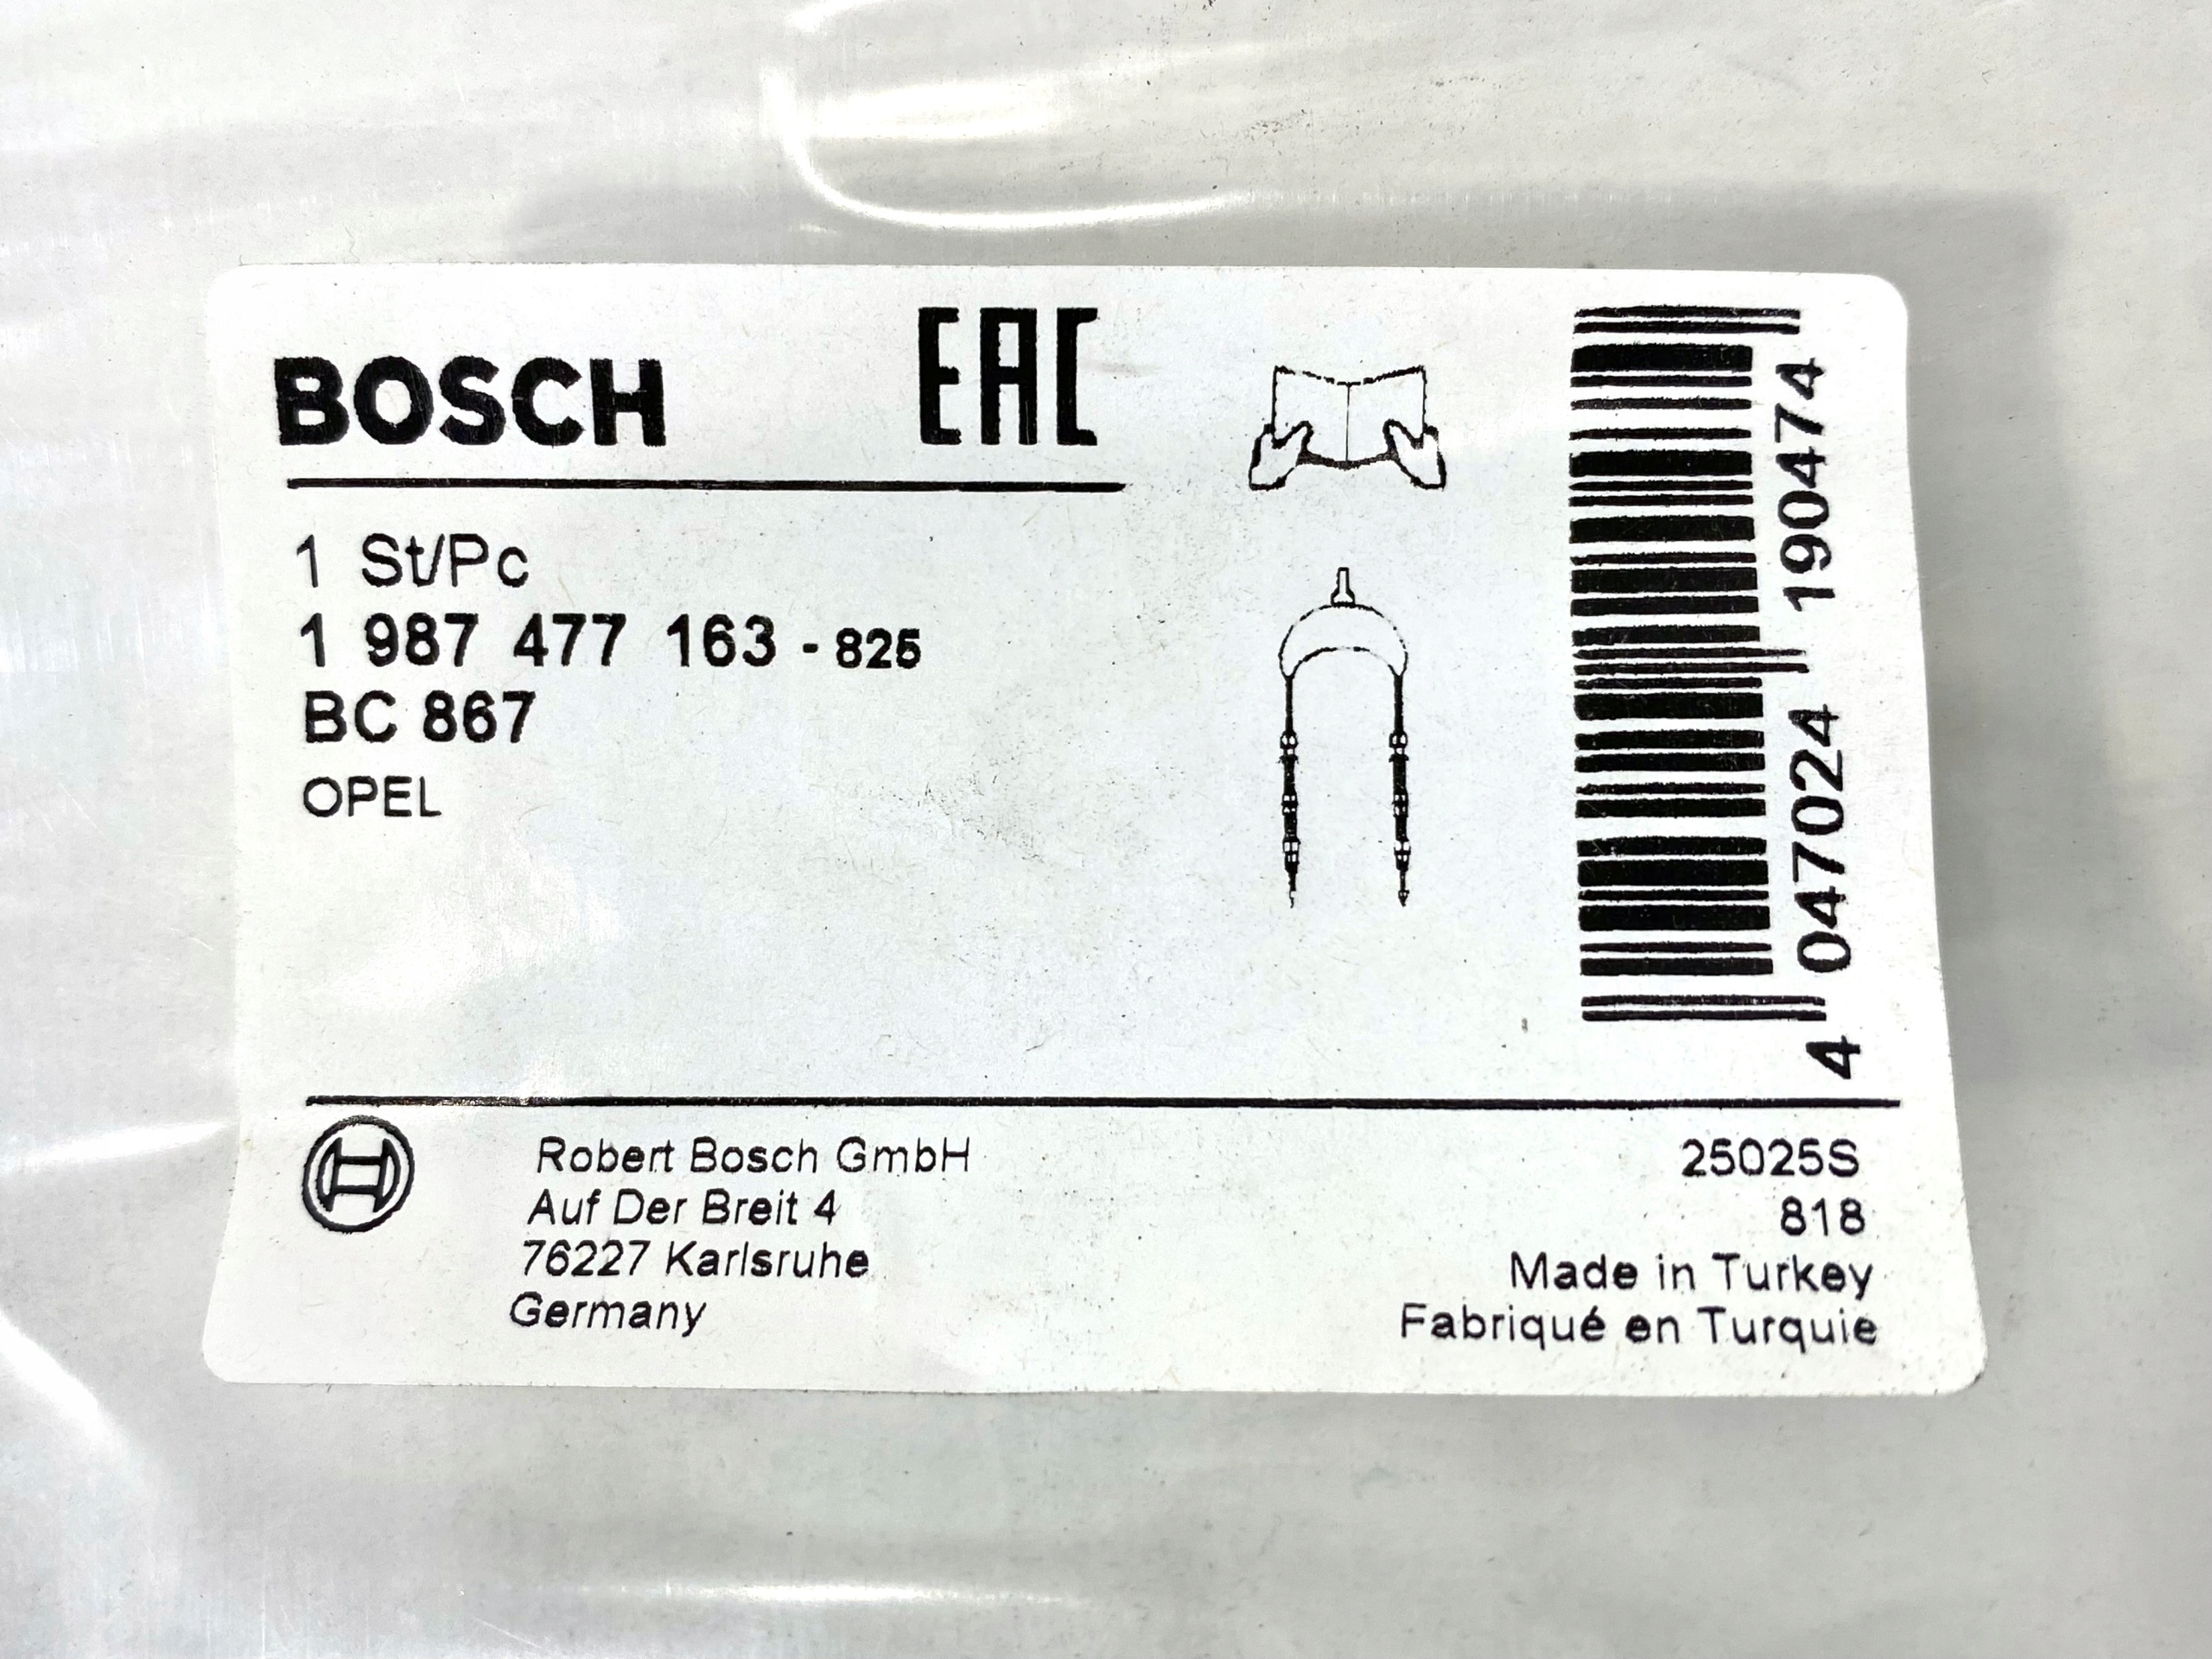 BOSCH
EAC
1 St/Pc
1 987 477 163 - 825
BC 867
OPEL
4 047024 190474
Robert Bosch GmbH
Auf Der Breit 4
76227 Karlsruhe
Germany
25025S
818
Made in Turkey
Fabriqué en Turquie